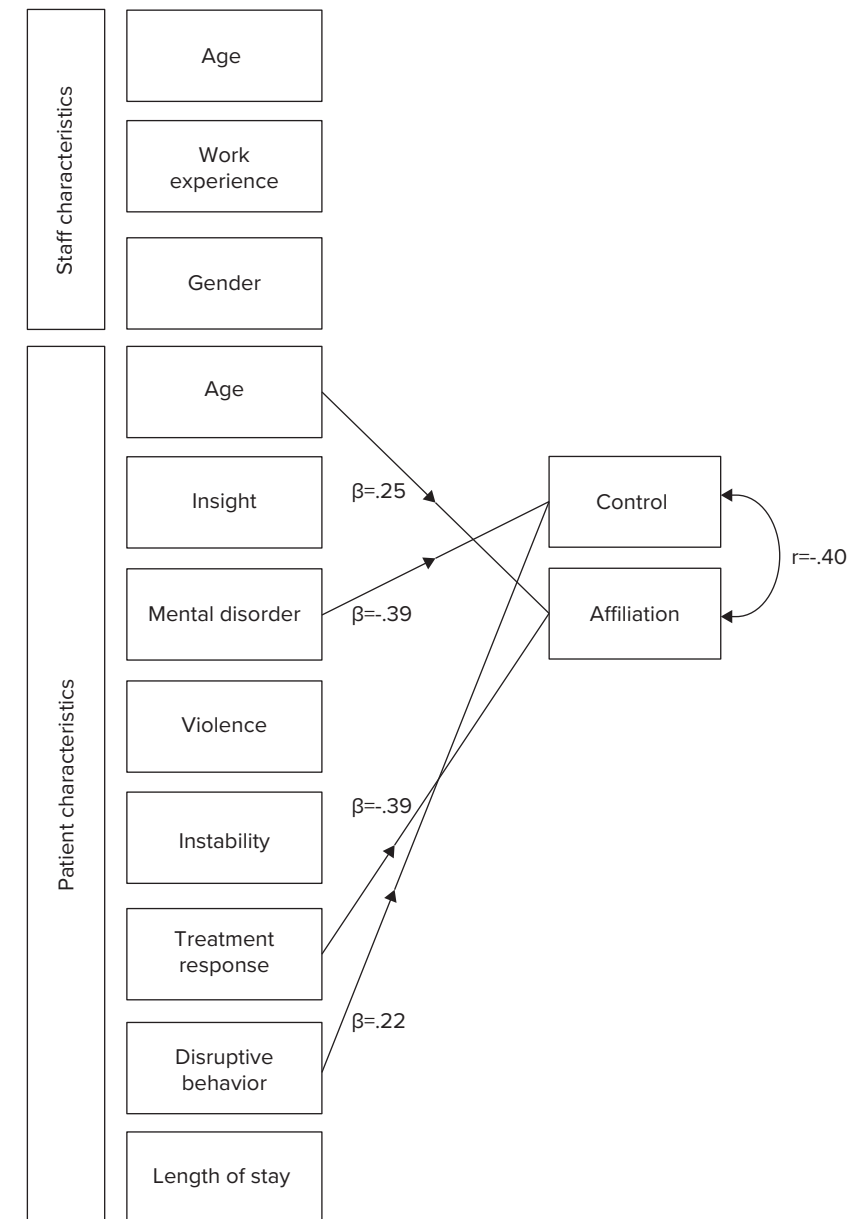 Staff characteristics
Age
Work
experience
Gender
Patient characteristics
Age
Insight
Mental disorder
Violence
Instability
Treatment
response
Disruptive
behavior
Length of stay
β=.25
β=-.39
β=-.39
β=.22
Control
Affiliation
r=-.40